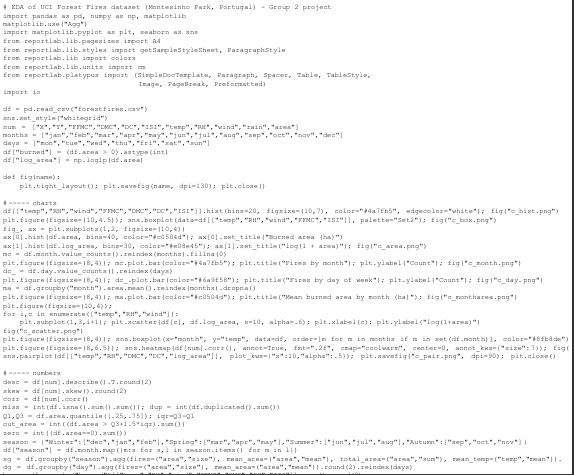 # EDA of UCI Forest Fires dataset (Montesinho Park, Portugal) - Group 2 project
import pandas as pd, numpy as np, matplotlib
matplotlib.use("Agg")
import matplotlib.pyplot as plt, seaborn as sns
from reportlab.lib.pagesizes import A4
from reportlab.lib.styles import getSampleStyleSheet, ParagraphStyle
from reportlab.lib import colors
from reportlab.lib.units import cm
from reportlab.platypus import (SimpleDocTemplate, Paragraph, Spacer, Table, TableStyle,
Image, PageBreak, Preformatted)
import io
df = pd.read_csv("forestfires.csv")
sns.set_style("whitegrid")
num = ["X","Y","FFMC","DMC","DC","ISI","temp","RH","wind","rain","area"]
months = ["jan","feb","mar","apr","may","jun","jul","aug","sep","oct","nov","dec"]
days = ["mon","tue","wed","thu","fri","sat","sun"]
df["burned"] = (df.area > 0).astype(int)
df["log_area"] = np.log1p(df.area)
def fig(name):
plt.tight_layout(); plt.savefig(name, dpi=130); plt.close()
# ----- charts
df[["temp","RH","wind","FFMC","DMC","DC","ISI"]].hist(bins=20, figsize=(10,7), color="#4a7fb5", edgecolor="white"); fig("c_hist.png")
plt.figure(figsize=(10,4.5)); sns.boxplot(data=df[["temp","RH","wind","FFMC","ISI"]], palette="Set2"); fig("c_box.png")
fig_, ax = plt.subplots(1,2, figsize=(10,4))
ax[0].hist(df.area, bins=40, color="#c0504d"); ax[0].set_title("Burned area (ha)")
ax[1].hist(df.log_area, bins=30, color="#e08e45"); ax[1].set_title("log(1 + area)"); fig("c_area.png")
mc = df.month.value_counts().reindex(months).fillna(0)
plt.figure(figsize=(8,4)); mc.plot.bar(color="#4a7fb5"); plt.title("Fires by month"); plt.ylabel("Count"); fig("c_month.png")
dc_ = df.day.value_counts().reindex(days)
plt.figure(figsize=(8,4)); dc_.plot.bar(color="#6a9f58"); plt.title("Fires by day of week"); plt.ylabel("Count"); fig("c_day.png")
ma = df.groupby("month").area.mean().reindex(months).dropna()
plt.figure(figsize=(8,4)); ma.plot.bar(color="#c0504d"); plt.title("Mean burned area by month (ha)"); fig("c_montharea.png")
plt.figure(figsize=(10,4));
for i,c in enumerate(["temp","RH","wind"]):
plt.subplot(1,3,i+1); plt.scatter(df[c], df.log_area, s=10, alpha=.6); plt.xlabel(c); plt.ylabel("log(1+area)")
fig("c_scatter.png")
plt.figure(figsize=(8,4)); sns.boxplot(x="month", y="temp", data=df, order=[m for m in months if m in set(df.month)], color="#8fb8de")
plt.figure(figsize=(8,6.5)); sns.heatmap(df[num].corr(), annot=True, fmt=".2f", cmap="coolwarm", center=0, annot_kws={"size":7}); fig(
sns.pairplot(df[["temp","RH","DMC","DC","log_area"]], plot_kws={"s":10,"alpha":.5}); plt.savefig("c_pair.png", dpi=90); plt.close()
# ----- numbers
desc = df[num].describe().T.round(2)
skew = df[num].skew().round(2)
corr = df[num].corr()
miss = int(df.isna().sum().sum()); dup = int(df.duplicated().sum())
Q1,Q3 = df.area.quantile([.25,.75]); iqr=Q3-Q1
out_area = int((df.area > Q3+1.5*iqr).sum())
zero = int((df.area==0).sum())
season = {"Winter":["dec","jan","feb"],"Spring":["mar","apr","may"],"Summer":["jun","jul","aug"],"Autumn":["sep","oct","nov"]}
df["season"] = df.month.map({m:s for s,l in season.items() for m in l})
sg = df.groupby("season").agg(fires=("area","size"), mean_area=("area","mean"), total_area=("area","sum"), mean_temp=("temp","mean")).
dg = df.groupby("day").agg(fires=("area","size"), mean_area=("area","mean")).round(2).reindex(days)